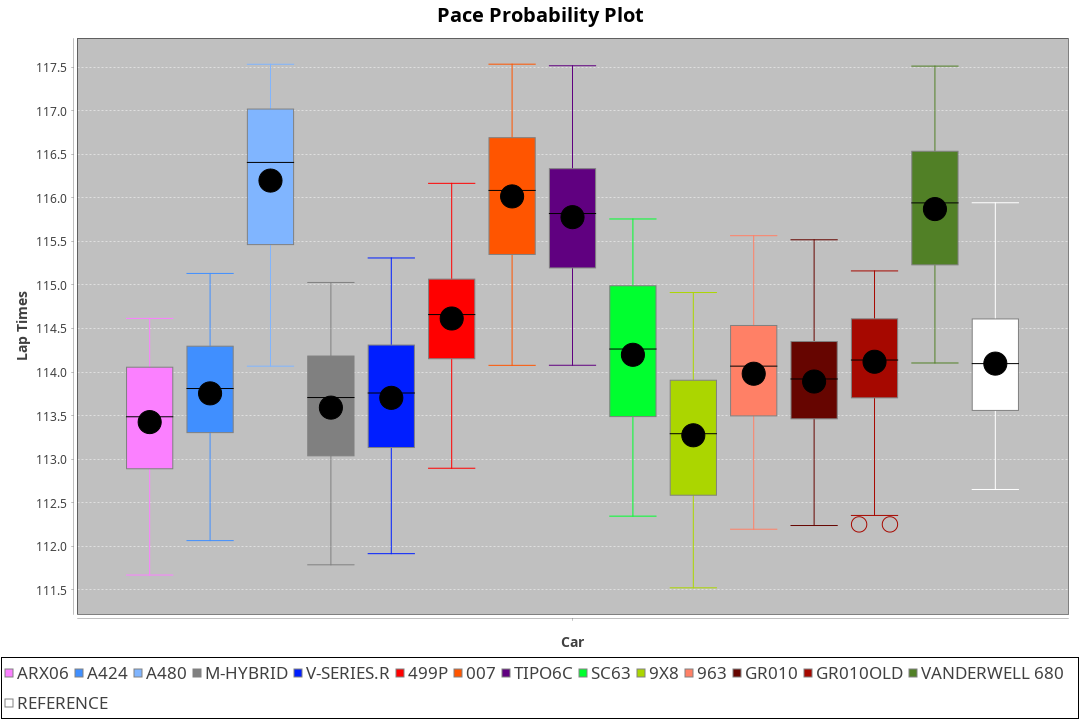 Pace Probability Plot
117.5
117.0
116.5
116.0
115.5
115.0
114.5
114.0
113.5
113.0
112.5
112.0
111.5
Lap Times
Car
ARX06 A424 A480 M-HYBRID V-SERIES.R 499P 007 TIPO6C SC63 9X8 963 GR010 GR010OLD VANDERWELL 680
REFERENCE